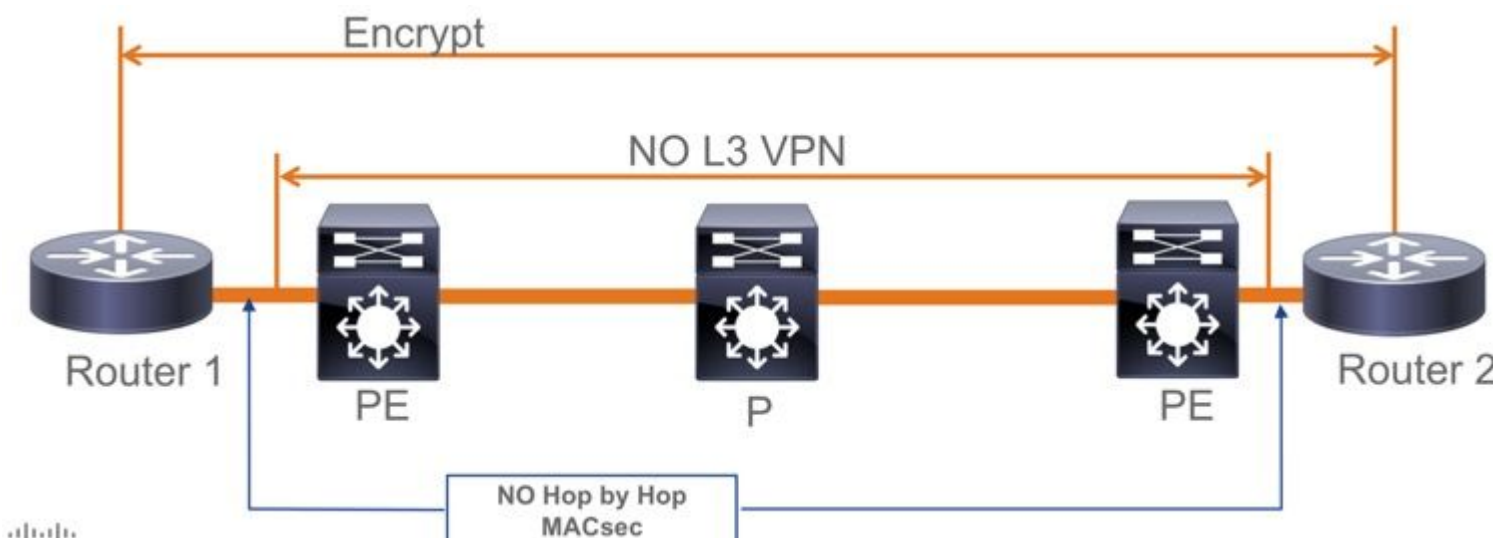 Encrypt
NO L3 VPN
Router 1
PE
P
PE
Router 2
NO Hop by Hop
MACsec